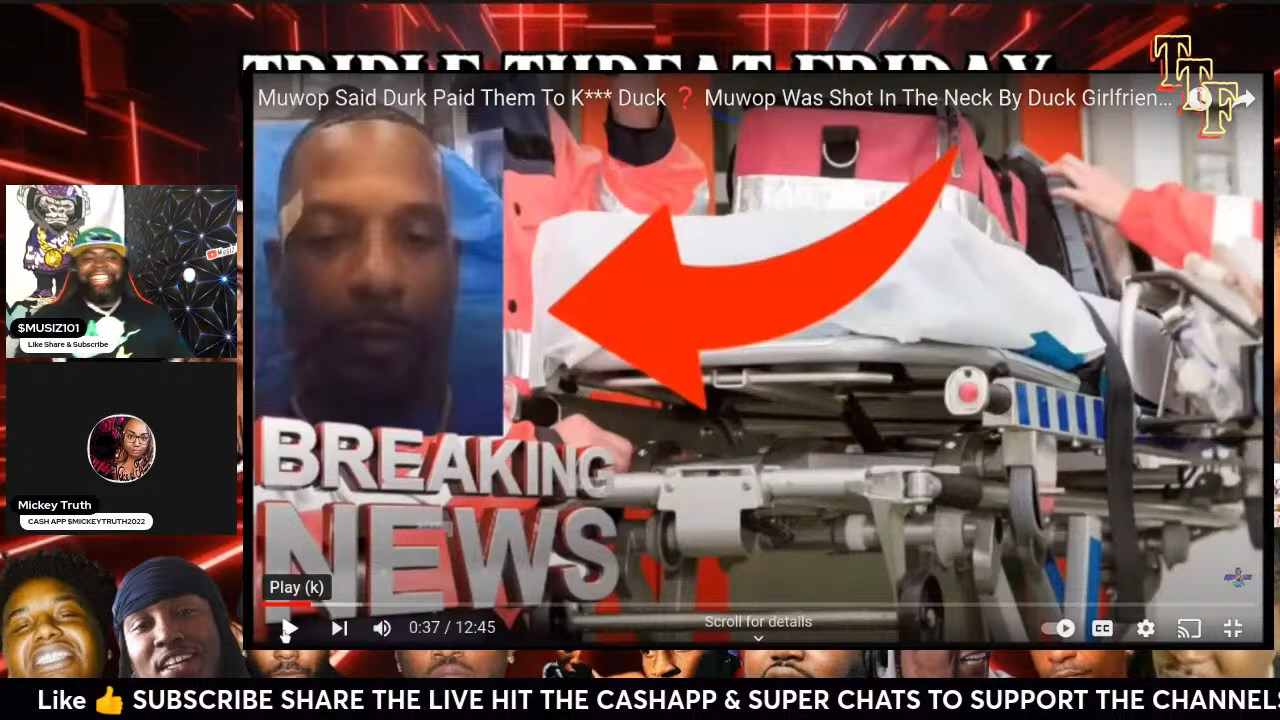 TRIPLE THREAT FRIDAY
TTF
Muwop Said Durk Paid Them To K*** Duck ❓ Muwop Was Shot In The Neck By Duck Girlfrien...
$MUSIZ101
Like Share & Subscribe
Mickey Truth
CASH APP $MICKEYTRUTH2022
BREAKING
NEWS
Play (k)
0:37 / 12:45
Scroll for details
CC
Like 👍 SUBSCRIBE SHARE THE LIVE HIT THE CASHAPP & SUPER CHATS TO SUPPORT THE CHANNELS